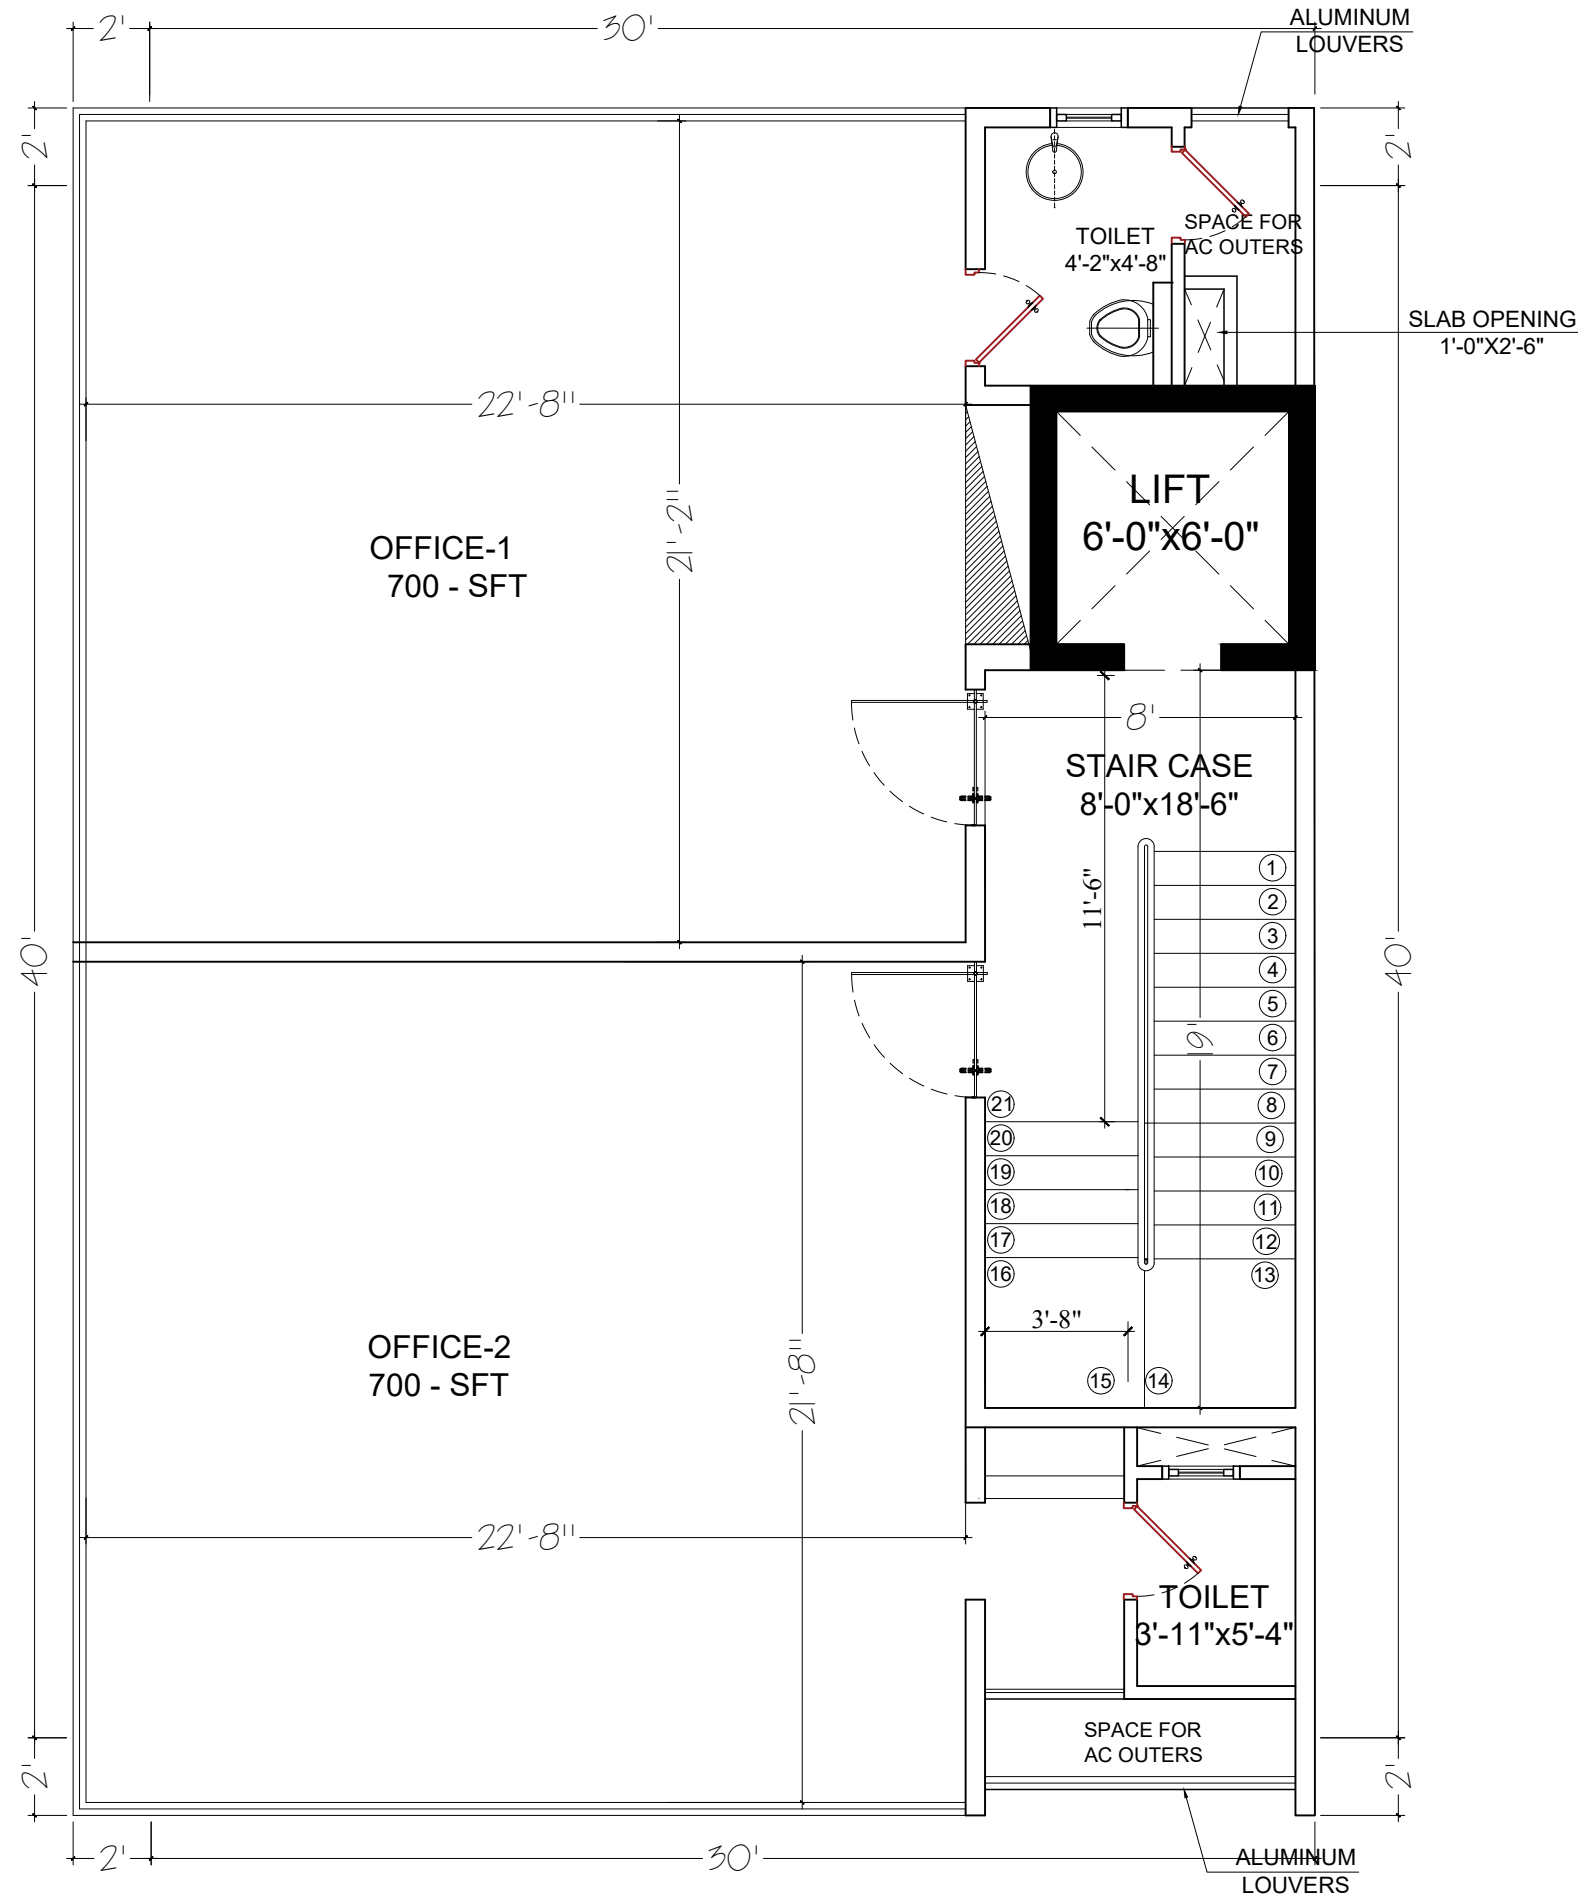 2'
30'
ALUMINUM
LOUVERS
2'
2'
TOILET
4'-2"x4'-8"
SPACE FOR
AC OUTERS
SLAB OPENING
1'-0"X2'-6"
22'-8"
21'-2"
LIFT
6'-0"x6'-0"
OFFICE-1
700 - SFT
8'
STAIR CASE
8'-0"x18'-6"
11'-6"
1
2
3
4
5
6
7
8
9
10
11
12
13
19'
40'
40'
21
20
19
18
17
16
3'-8"
15
14
OFFICE-2
700 - SFT
21'-8"
22'-8"
TOILET
3'-11"x5'-4"
SPACE FOR
AC OUTERS
2'
2'
2'
30'
ALUMINUM
LOUVERS